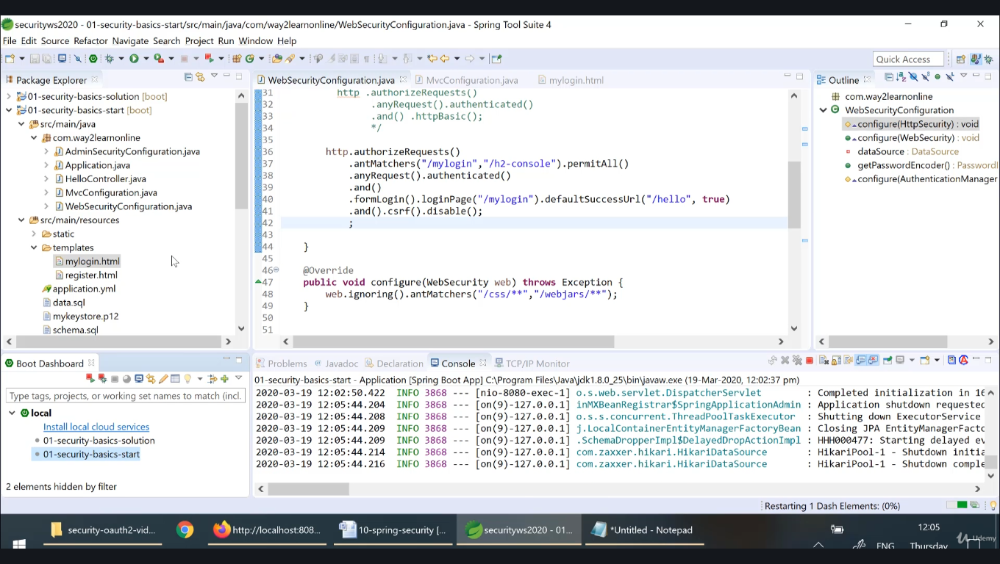 securityws2020 - 01-security-basics-start/src/main/java/com/way2learnonline/WebSecurityConfiguration.java - Spring Tool Suite 4
File Edit Source Refactor Navigate Search Project Run Window Help
Quick Access
Package Explorer
01-security-basics-solution [boot]
01-security-basics-start [boot]
src/main/java
com.way2learnonline
AdminSecurityConfiguration.java
Application.java
HelloController.java
MvcConfiguration.java
WebSecurityConfiguration.java
src/main/resources
static
templates
mylogin.html
register.html
application.yml
data.sql
mykeystore.p12
schema.sql
WebSecurityConfiguration.java MvcConfiguration.java mylogin.html
31 http .authorizeRequests()
32 .anyRequest().authenticated()
33 .and() .httpBasic();
34 */
35
36 http.authorizeRequests()
37 .antMatchers("/mylogin","/h2-console").permitAll()
38 .anyRequest().authenticated()
39 .and()
40 .formLogin().loginPage("/mylogin").defaultSuccessUrl("/hello", true)
41 .and().csrf().disable();
42 ;
43
44 }
45
46 @Override
47 public void configure(WebSecurity web) throws Exception {
48 web.ignoring().antMatchers("/css/**","/webjars/**");
49 }
50
51
Outline
com.way2learnonline
WebSecurityConfiguration
configure(HttpSecurity) : void
configure(WebSecurity) : void
dataSource : DataSource
getPasswordEncoder() : Password
configure(AuthenticationManager
Boot Dashboard
Type tags, projects, or working set names to match (incl.
local
Install local cloud services
01-security-basics-solution
01-security-basics-start
2 elements hidden by filter
Problems Javadoc Declaration Console TCP/IP Monitor
01-security-basics-start - Application [Spring Boot App] C:\Program Files\Java\jdk1.8.0_25\bin\javaw.exe (19-Mar-2020, 12:02:37 pm)
2020-03-19 12:02:50.422 INFO 3868 --- [nio-8080-exec-1] o.s.web.servlet.DispatcherServlet : Completed initialization in 16
2020-03-19 12:05:44.204 INFO 3868 --- [on(9)-127.0.0.1] inMXBeanRegistrar$SpringApplicationAdmin : Application shutdown requested
2020-03-19 12:05:44.208 INFO 3868 --- [on(9)-127.0.0.1] o.s.s.concurrent.ThreadPoolTaskExecutor : Shutting down ExecutorService
2020-03-19 12:05:44.209 INFO 3868 --- [on(9)-127.0.0.1] j.LocalContainerEntityManagerFactoryBean : Closing JPA EntityManagerFacto
2020-03-19 12:05:44.209 INFO 3868 --- [on(9)-127.0.0.1] .SchemaDropperImpl$DelayedDropActionImpl : HHH000477: Starting delayed ev
2020-03-19 12:05:44.214 INFO 3868 --- [on(9)-127.0.0.1] com.zaxxer.hikari.HikariDataSource : HikariPool-1 - Shutdown initia
2020-03-19 12:05:44.216 INFO 3868 --- [on(9)-127.0.0.1] com.zaxxer.hikari.HikariDataSource : HikariPool-1 - Shutdown comple
Restarting 1 Dash Elements: (0%)
security-oauth2-vid... http://localhost:808... 10-spring-security [... securityws2020 - 01... *Untitled - Notepad
12:05
ENG Thursday
Udemy